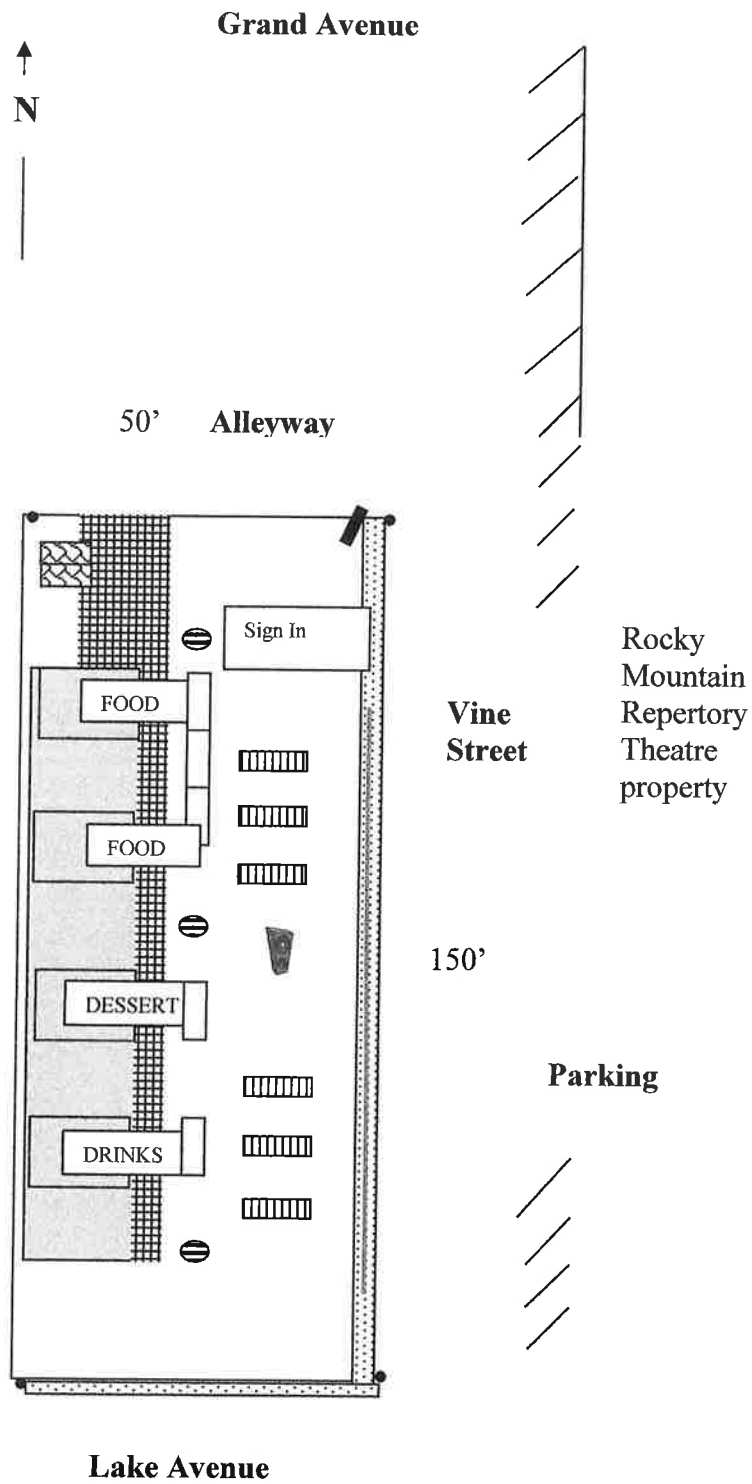 Grand Avenue
N
50’ Alleyway
Sign In
FOOD
FOOD
DESSERT
DRINKS
Vine
Street
Rocky
Mountain
Repertory
Theatre
property
150’
Parking
Lake Avenue